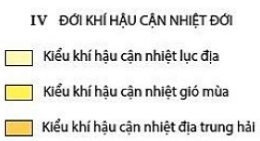 IV ĐỚI KHÍ HẬU CẬN NHIỆT ĐỚI
Kiểu khí hậu cận nhiệt lục địa
Kiểu khí hậu cận nhiệt gió mùa
Kiểu khí hậu cận nhiệt địa trung hải